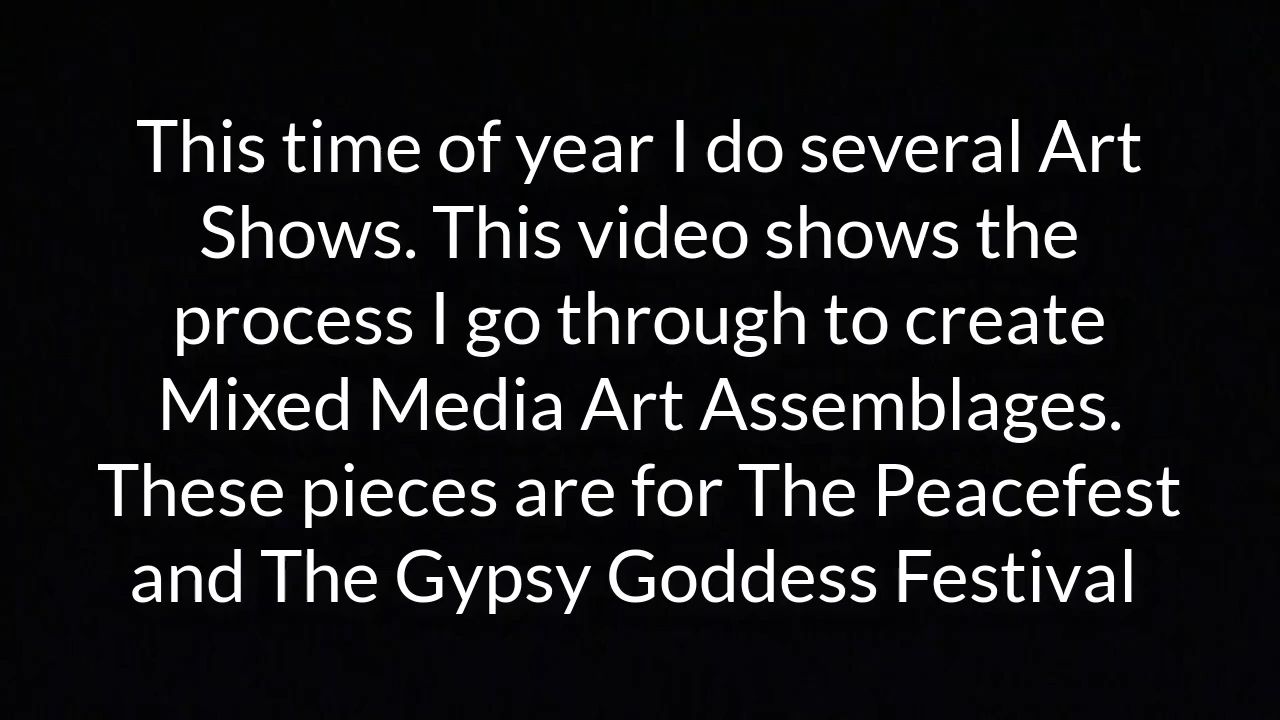 This time of year I do several Art
Shows. This video shows the
process I go through to create
Mixed Media Art Assemblages.
These pieces are for The Peacefest
and The Gypsy Goddess Festival